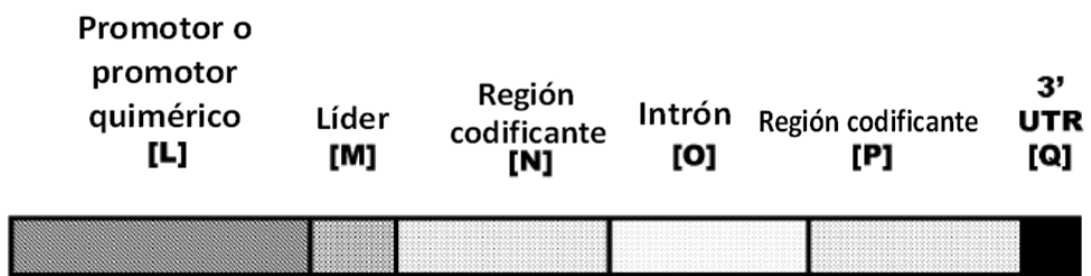 Promotor o
promotor
quimérico
[L]
Líder
[M]
Región
codificante
[N]
Intrón
[O]
Región codificante
[P]
3’
UTR
[Q]